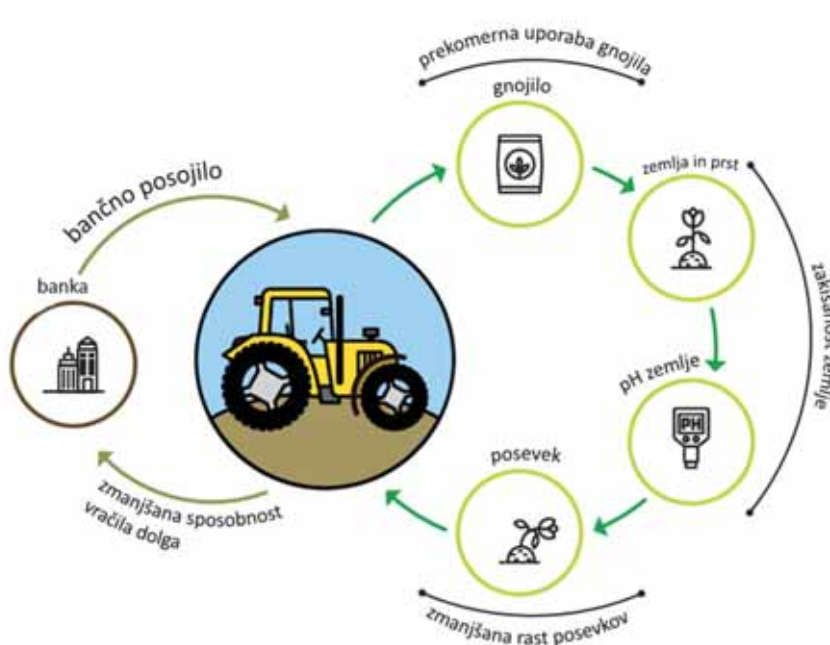 prekomerna uporaba gnojila
gnojilo
zemlja in prst
zakisanost zemlje
bančno posojilo
banka
pH zemlje
PH
posevek
zmanjšana sposobnost
vračila dolga
zmanjšana rast posevkov